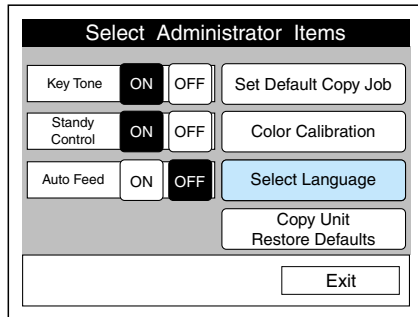 Select Administrator Items
Key Tone ON OFF Set Default Copy Job
Standy
Control ON OFF Color Calibration
Auto Feed ON OFF Select Language
Copy Unit
Restore Defaults
Exit